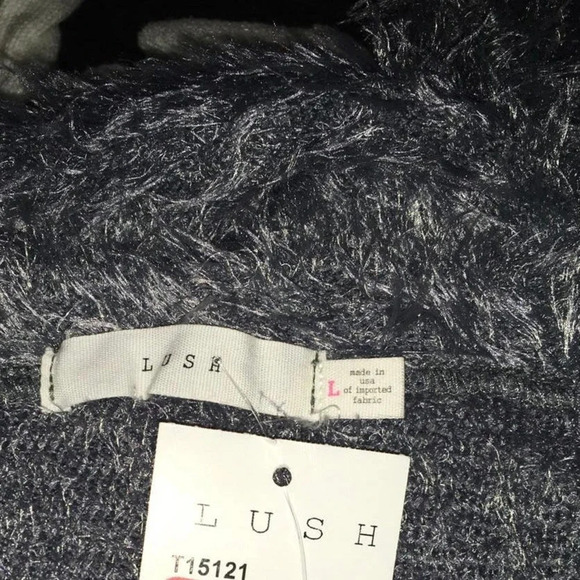 LUSH
L
made in
usa
of imported
fabric
LUSH
T15121